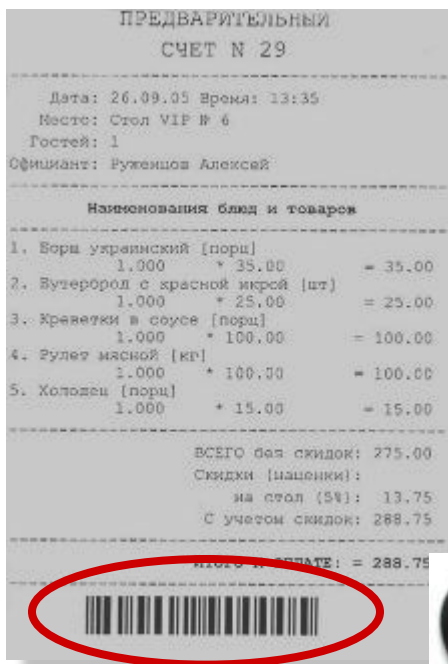 ПРЕДВАРИТЕЛЬНЫЙ
СЧЕТ N 29
Дата: 26.09.05 Время: 13:35
Место: Стол VIP № 6
Гостей: 1
Официант: Руженцов Алексей
Наименования блюд и товаров
1. Борщ украинский [порц]
1.000 * 35.00 = 35.00
2. Бутерброд с красной икрой [шт]
1.000 * 25.00 = 25.00
3. Креветки в соусе [порц]
1.000 * 100.00 = 100.00
4. Рулет мясной [кг]
1.000 * 100.00 = 100.00
5. Холодец [порц]
1.000 * 15.00 = 15.00
ВСЕГО без скидок: 275.00
Скидки [наценки]:
на стол (5%): 13.75
С учетом скидок: 288.75
ИТОГО К ОПЛАТЕ: = 288.75